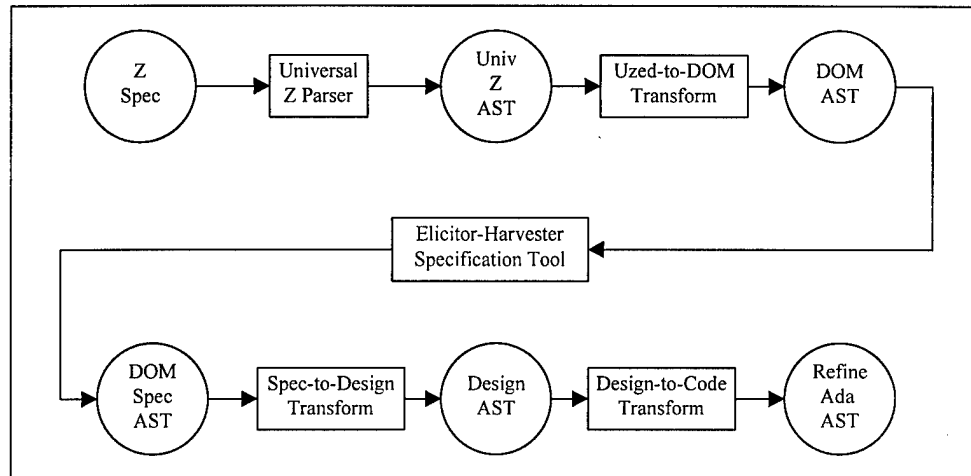 Z
Spec
Universal
Z Parser
Univ
Z
AST
Uzed-to-DOM
Transform
DOM
AST
Elicitor-Harvester
Specification Tool
DOM
Spec
AST
Spec-to-Design
Transform
Design
AST
Design-to-Code
Transform
Refine
Ada
AST